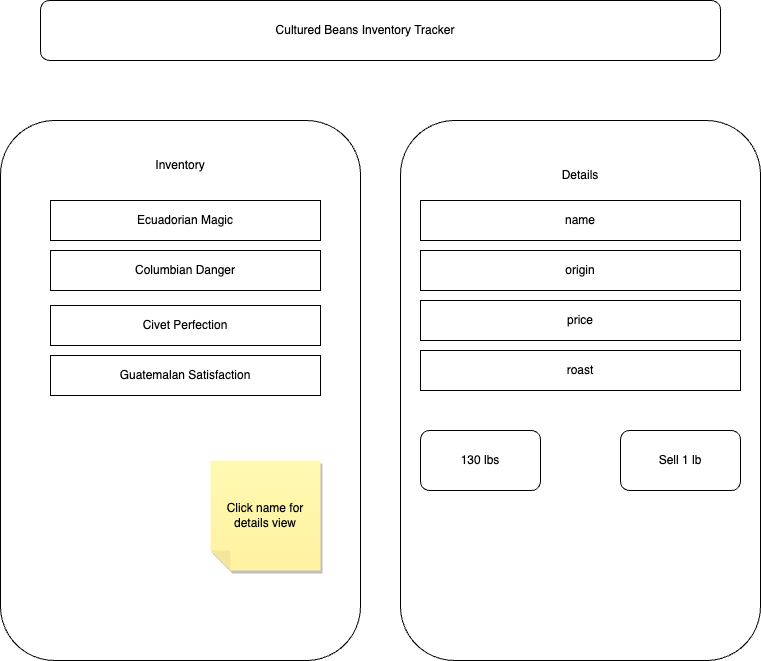 Cultured Beans Inventory Tracker
Inventory
Ecuadorian Magic
Columbian Danger
Civet Perfection
Guatemalan Satisfaction
Click name for
details view
Details
name
origin
price
roast
130 lbs
Sell 1 lb